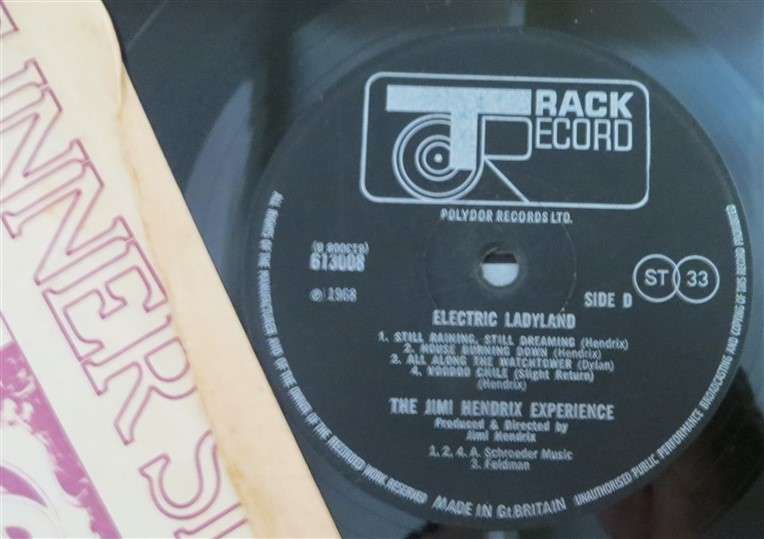 INNER S
TRACK
RECORD
POLYDOR RECORDS LTD.
613008
℗ 1968
SIDE D
ST 33
ELECTRIC LADYLAND
1. STILL RAINING, STILL DREAMING (Hendrix)
2. HOUSE BURNING DOWN (Hendrix)
3. ALL ALONG THE WATCHTOWER (Dylan)
4. VOODOO CHILE (Slight Return)
(Hendrix)
THE JIMI HENDRIX EXPERIENCE
Produced & Directed by
Jimi Hendrix
1, 2, 4. A. Schroeder Music
3. Feldman
ALL RIGHTS OF THE MANUFACTURER AND OF THE OWNER OF THE RECORDED WORK RESERVED
MADE IN Gt.BRITAIN
UNAUTHORISED PUBLIC PERFORMANCE BROADCASTING AND COPYING OF THIS RECORD PROHIBITED